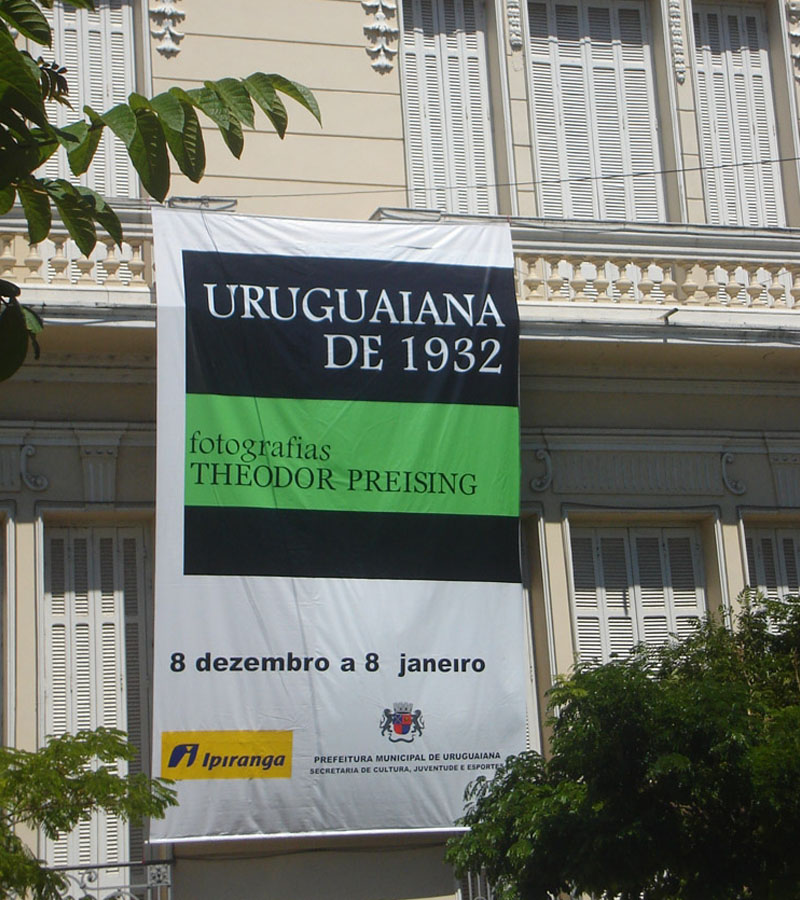 URUGUAIANA
DE 1932
fotografias
THEODOR PREISING
8 dezembro a 8 janeiro
Ipiranga
PREFEITURA MUNICIPAL DE URUGUAIANA
SECRETARIA DE CULTURA, JUVENTUDE E ESPORTES